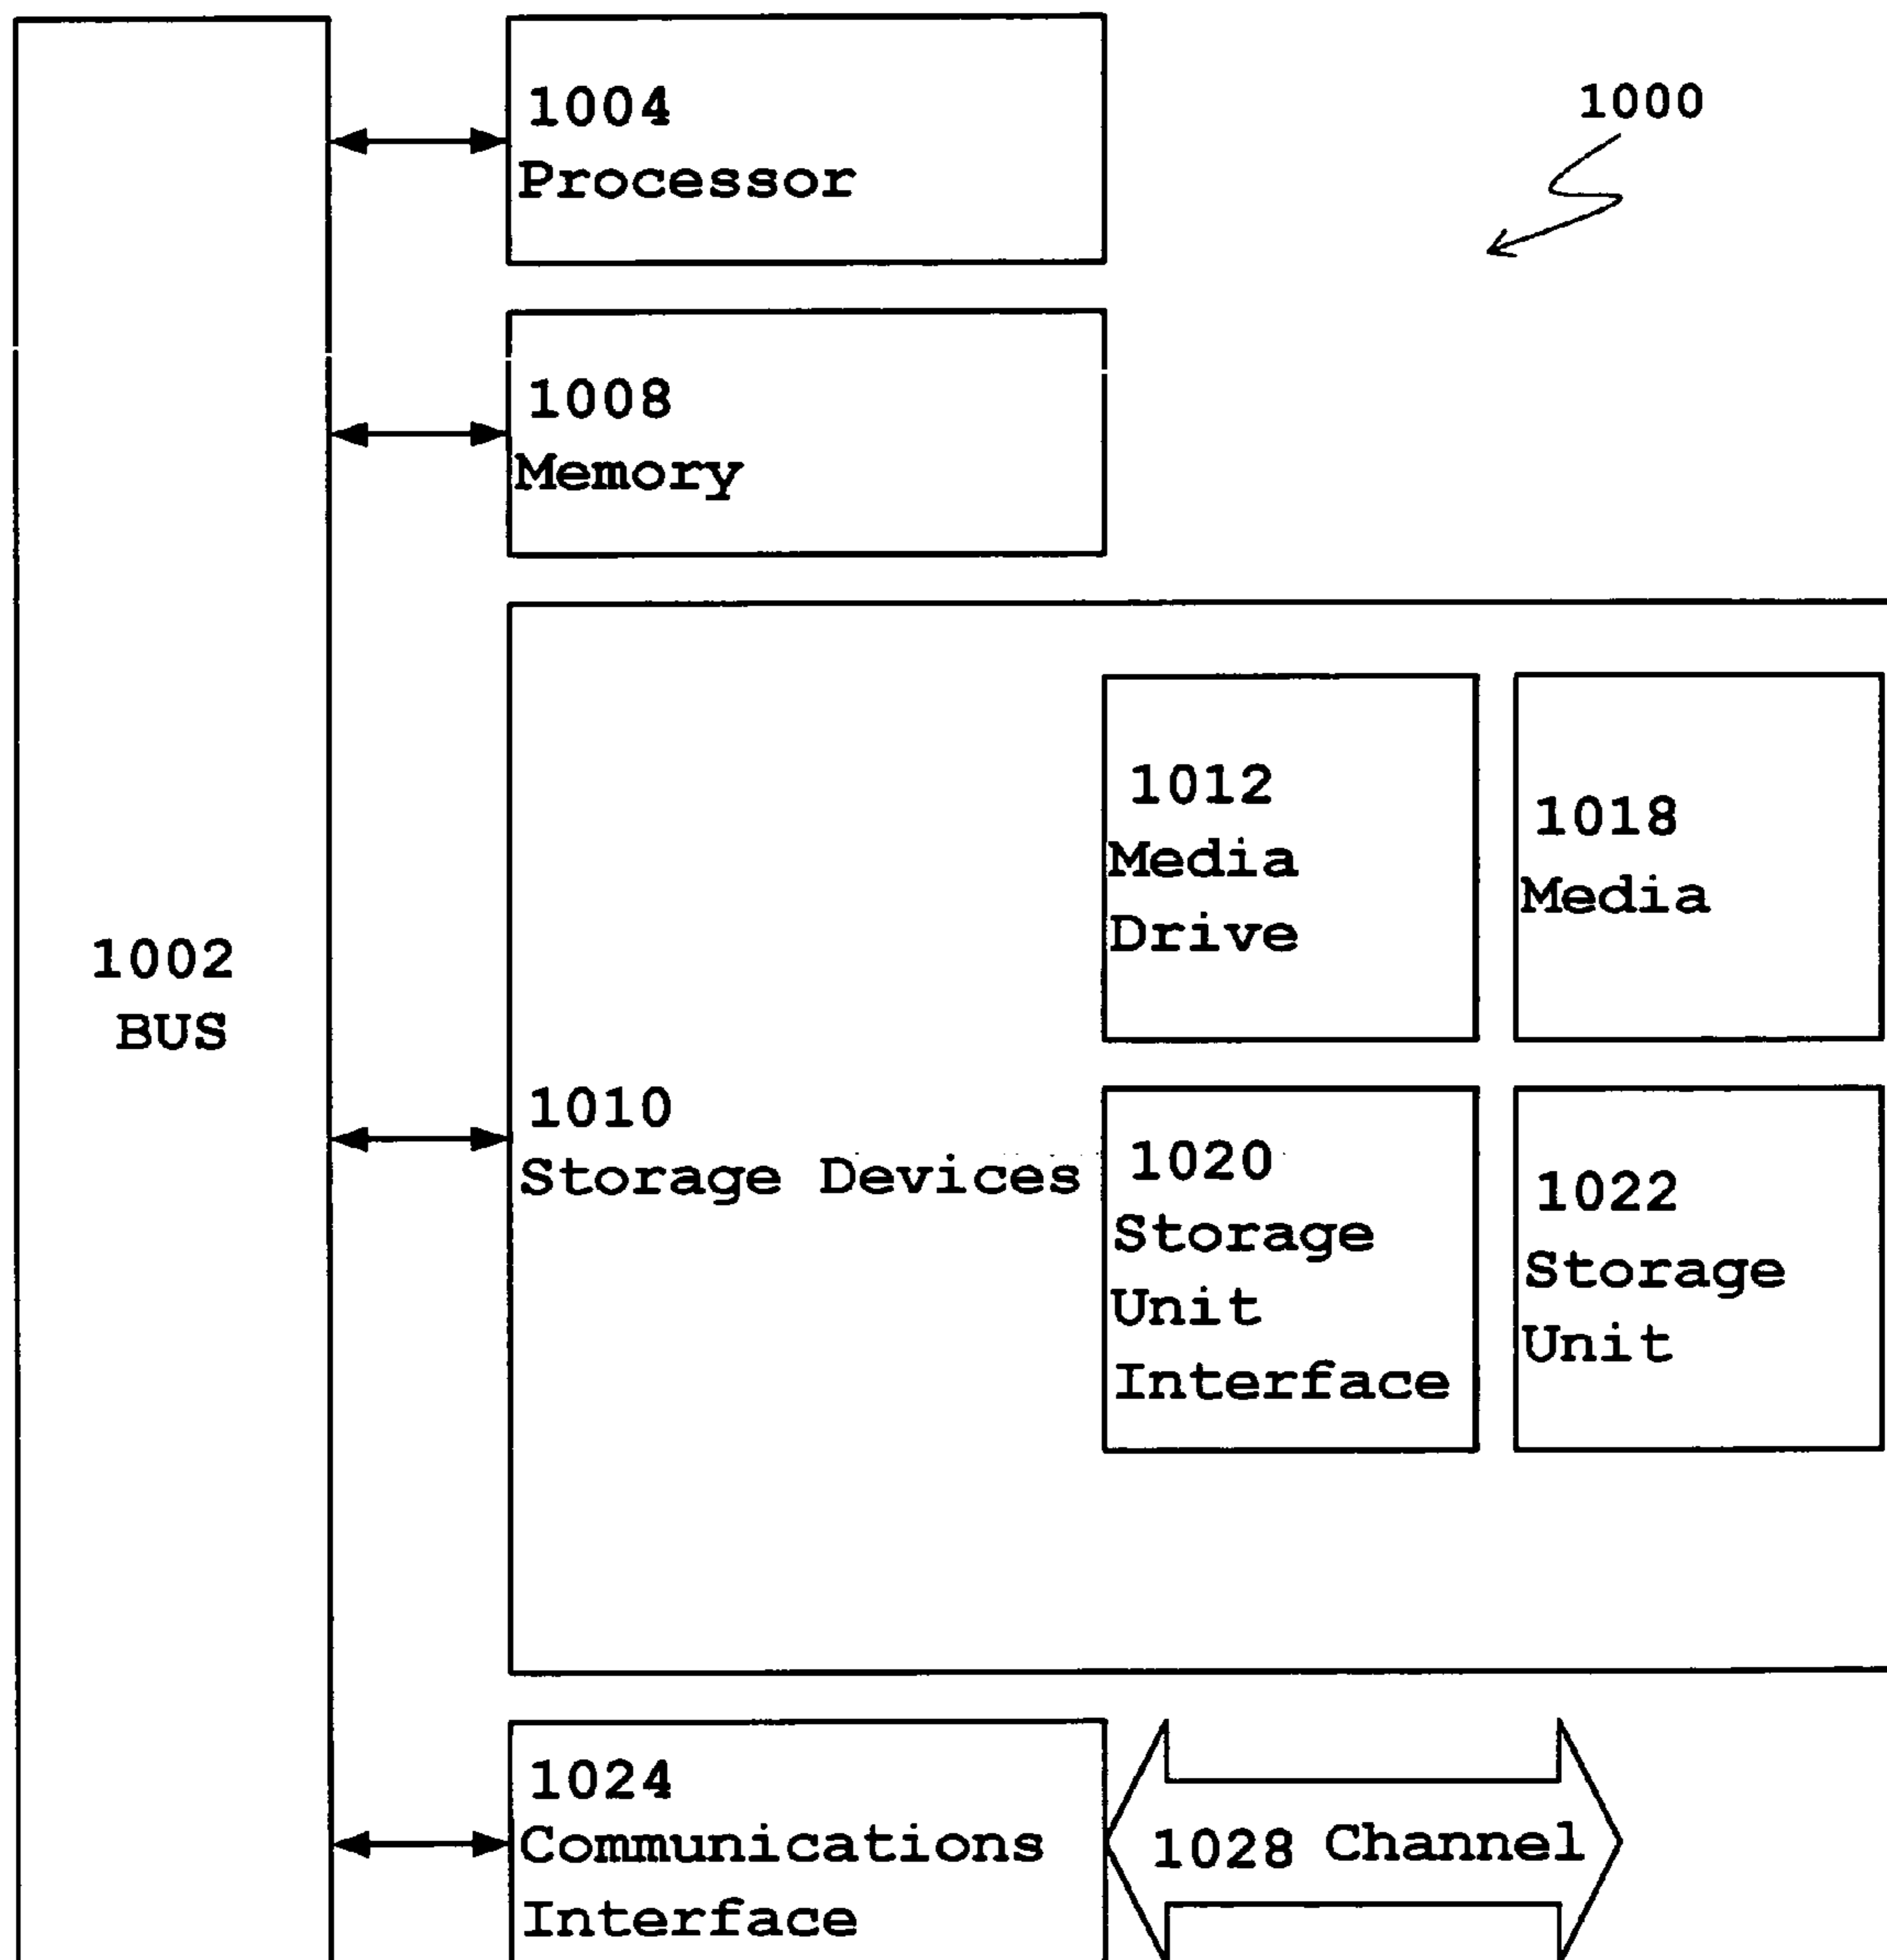 1004
Processor
1000
1008
Memory
1012
Media
Drive
1018
Media
1002
BUS
1010
Storage Devices
1020
Storage
Unit
Interface
1022
Storage
Unit
1024
Communications
Interface
1028 Channel